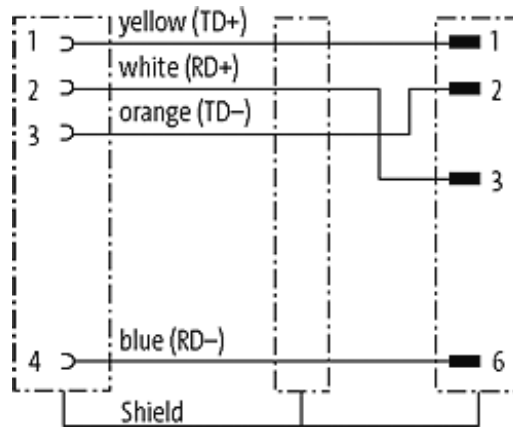 yellow (TD+)
1 1
white (RD+)
2 2
orange (TD–)
3
3
blue (RD–)
4 6
Shield